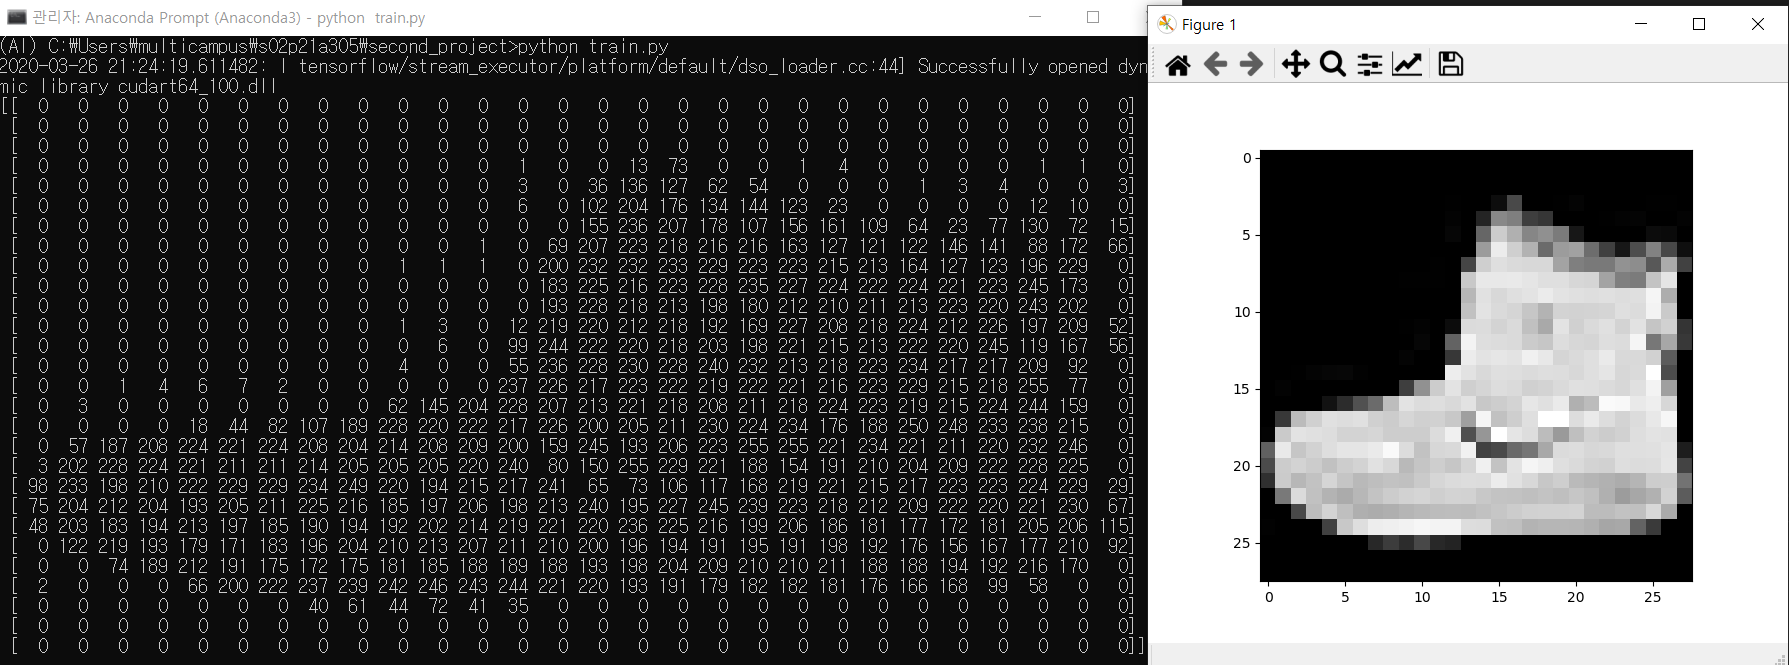 관리자: Anaconda Prompt (Anaconda3) - python train.py
(AI) C:\Users\multicampus\s02p21a305\second_project>python train.py
2020-03-26 21:24:19.611482: I tensorflow/stream_executor/platform/default/dso_loader.cc:44] Successfully opened dyn
mic library cudart64_100.dll
[[ 0 0 0 0 0 0 0 0 0 0 0 0 0 0 0 0 0 0 0 0 0 0 0 0 0 0 0 0]
[ 0 0 0 0 0 0 0 0 0 0 0 0 0 0 0 0 0 0 0 0 0 0 0 0 0 0 0 0]
[ 0 0 0 0 0 0 0 0 0 0 0 0 0 0 0 0 0 0 0 0 0 0 0 0 0 0 0 0]
[ 0 0 0 0 0 0 0 0 0 0 0 0 1 0 0 13 73 0 0 1 4 0 0 0 0 1 1 0]
[ 0 0 0 0 0 0 0 0 0 0 0 0 3 0 36 136 127 62 54 0 0 0 1 3 4 0 0 3]
[ 0 0 0 0 0 0 0 0 0 0 0 0 6 0 102 204 176 134 144 123 23 0 0 0 0 12 10 0]
[ 0 0 0 0 0 0 0 0 0 0 0 0 0 0 155 236 207 178 107 156 161 109 64 23 77 130 72 15]
[ 0 0 0 0 0 0 0 0 0 0 0 1 0 69 207 223 218 216 216 163 127 121 122 146 141 88 172 66]
[ 0 0 0 0 0 0 0 0 0 1 1 1 0 200 232 232 233 229 223 223 215 213 164 127 123 196 229 0]
[ 0 0 0 0 0 0 0 0 0 0 0 0 0 183 225 216 223 228 235 227 224 222 224 221 223 245 173 0]
[ 0 0 0 0 0 0 0 0 0 0 0 0 0 193 228 218 213 198 180 212 210 211 213 223 220 243 202 0]
[ 0 0 0 0 0 0 0 0 0 1 3 0 12 219 220 212 218 192 169 227 208 218 224 212 226 197 209 52]
[ 0 0 0 0 0 0 0 0 0 0 6 0 99 244 222 220 218 203 198 221 215 213 222 220 245 119 167 56]
[ 0 0 0 0 0 0 0 0 0 4 0 0 55 236 228 230 228 240 232 213 218 223 234 217 217 209 92 0]
[ 0 0 1 4 6 7 2 0 0 0 0 0 237 226 217 223 222 219 222 221 216 223 229 215 218 255 77 0]
[ 0 3 0 0 0 0 0 0 0 62 145 204 228 207 213 221 218 208 211 218 224 223 219 215 224 244 159 0]
[ 0 0 0 0 18 44 82 107 189 228 220 222 217 226 200 205 211 230 224 234 176 188 250 248 233 238 215 0]
[ 0 57 187 208 224 221 224 208 204 214 208 209 200 159 245 193 206 223 255 255 221 234 221 211 220 232 246 0]
[ 3 202 228 224 221 211 211 214 205 205 205 220 240 80 150 255 229 221 188 154 191 210 204 209 222 228 225 0]
[ 98 233 198 210 222 229 229 234 249 220 194 215 217 241 65 73 106 117 168 219 221 215 217 223 223 224 229 29]
[ 75 204 212 204 193 205 211 225 216 185 197 206 198 213 240 195 227 245 239 223 218 212 209 222 220 221 230 67]
[ 48 203 183 194 213 197 185 190 194 192 202 214 219 221 220 236 225 216 199 206 186 181 177 172 181 205 206 115]
[ 0 122 219 193 179 171 183 196 204 210 213 207 211 210 200 196 194 191 195 191 198 192 176 156 167 177 210 92]
[ 0 0 74 189 212 191 175 172 175 181 185 188 189 188 193 198 204 209 210 210 211 188 188 194 192 216 170 0]
[ 2 0 0 0 66 200 222 237 239 242 246 243 244 221 220 193 191 179 182 182 181 176 166 168 99 58 0 0]
[ 0 0 0 0 0 0 0 40 61 44 72 41 35 0 0 0 0 0 0 0 0 0 0 0 0 0 0 0]
[ 0 0 0 0 0 0 0 0 0 0 0 0 0 0 0 0 0 0 0 0 0 0 0 0 0 0 0 0]
[ 0 0 0 0 0 0 0 0 0 0 0 0 0 0 0 0 0 0 0 0 0 0 0 0 0 0 0 0]]
Figure 1
0
5
10
15
20
25
0 5 10 15 20 25